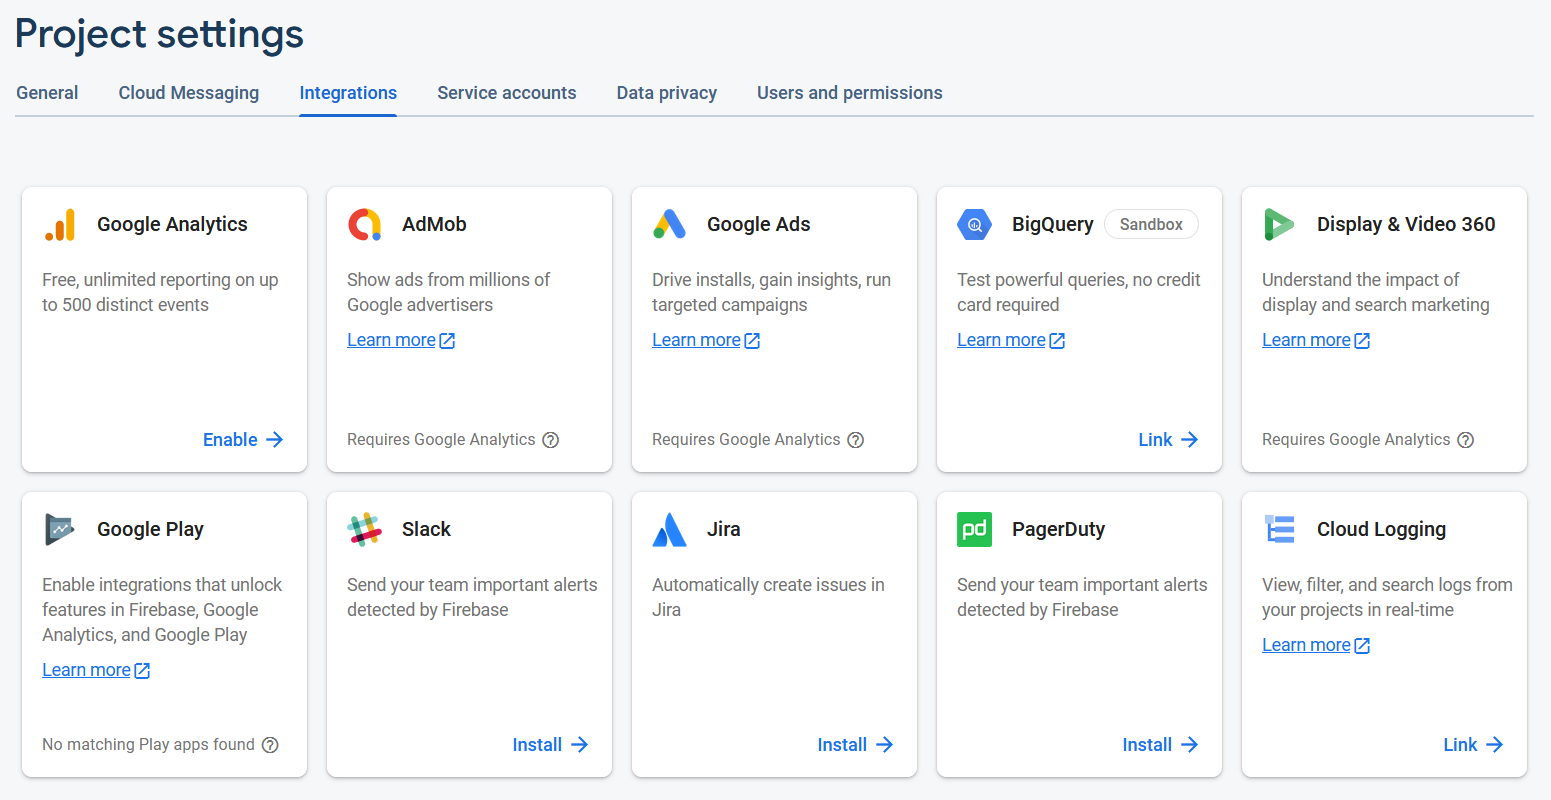 Project settings
General Cloud Messaging Integrations Service accounts Data privacy Users and permissions
Google Analytics
Free, unlimited reporting on up
to 500 distinct events
Enable
AdMob
Show ads from millions of
Google advertisers
Learn more
Requires Google Analytics
Google Ads
Drive installs, gain insights, run
targeted campaigns
Learn more
Requires Google Analytics
BigQuery Sandbox
Test powerful queries, no credit
card required
Learn more
Link
Display & Video 360
Understand the impact of
display and search marketing
Learn more
Requires Google Analytics
Google Play
Enable integrations that unlock
features in Firebase, Google
Analytics, and Google Play
Learn more
No matching Play apps found
Slack
Send your team important alerts
detected by Firebase
Install
Jira
Automatically create issues in
Jira
Install
pd
PagerDuty
Send your team important alerts
detected by Firebase
Install
Cloud Logging
View, filter, and search logs from
your projects in real-time
Learn more
Link